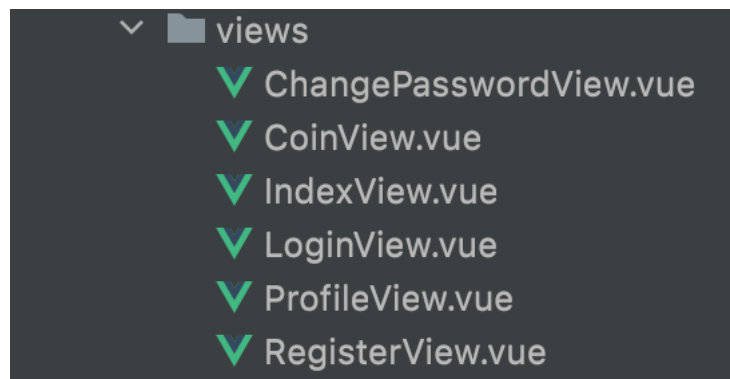 views
ChangePasswordView.vue
CoinView.vue
IndexView.vue
LoginView.vue
ProfileView.vue
RegisterView.vue